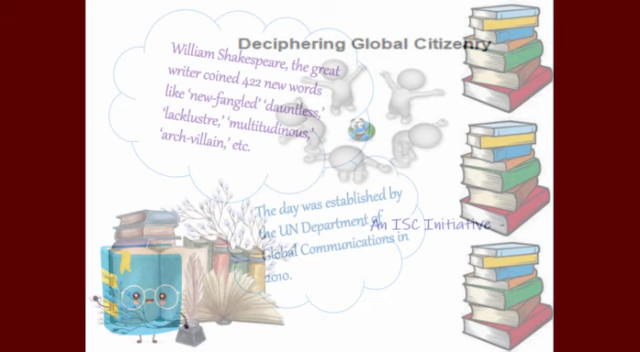 Deciphering Global Citizenry
William Shakespeare, the great
writer coined 422 new words
like 'new-fangled' 'dauntless,'
'lacklustre,' 'multitudinous,'
'arch-villain,' etc.
The day was established by
the UN Department of
Global Communications in
2010.
An ISC Initiative -